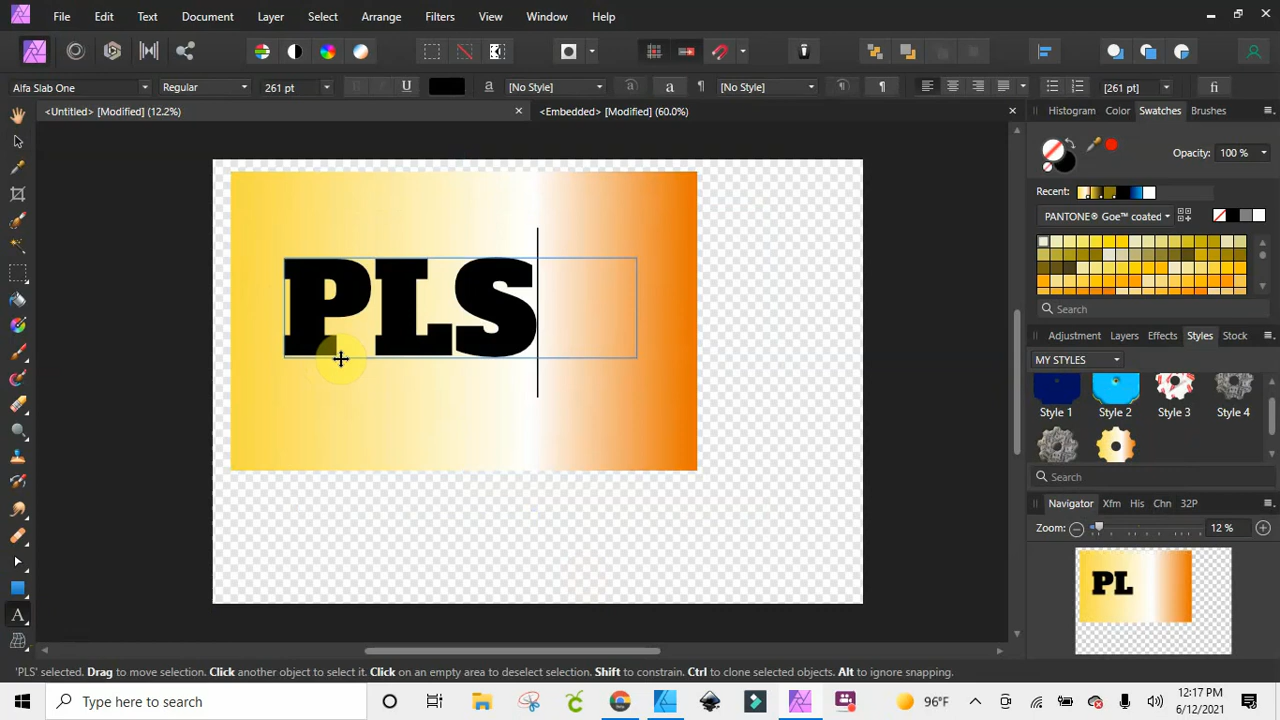 File Edit Text Document Layer Select Arrange Filters View Window Help
Alfa Slab One Regular 261 pt B I U a [No Style] a a ¶ [No Style] ¶ [261 pt] fi
<Untitled> [Modified] (12.2%) <Embedded> [Modified] (60.0%)
Histogram Color Swatches Brushes
Opacity: 100 %
Recent:
PANTONE® Goe™ coated
Search
PLS
Adjustment Layers Effects Styles Stock
MY STYLES
Style 1 Style 2 Style 3 Style 4
Search
Navigator Xfm His Chn 32P
Zoom: 12 %
PL
'PLS' selected. Drag to move selection. Click another object to select it. Click on an empty area to deselect selection. Shift to constrain. Ctrl to clone selected objects. Alt to ignore snapping.
Type here to search
96°F
12:17 PM
6/12/2021